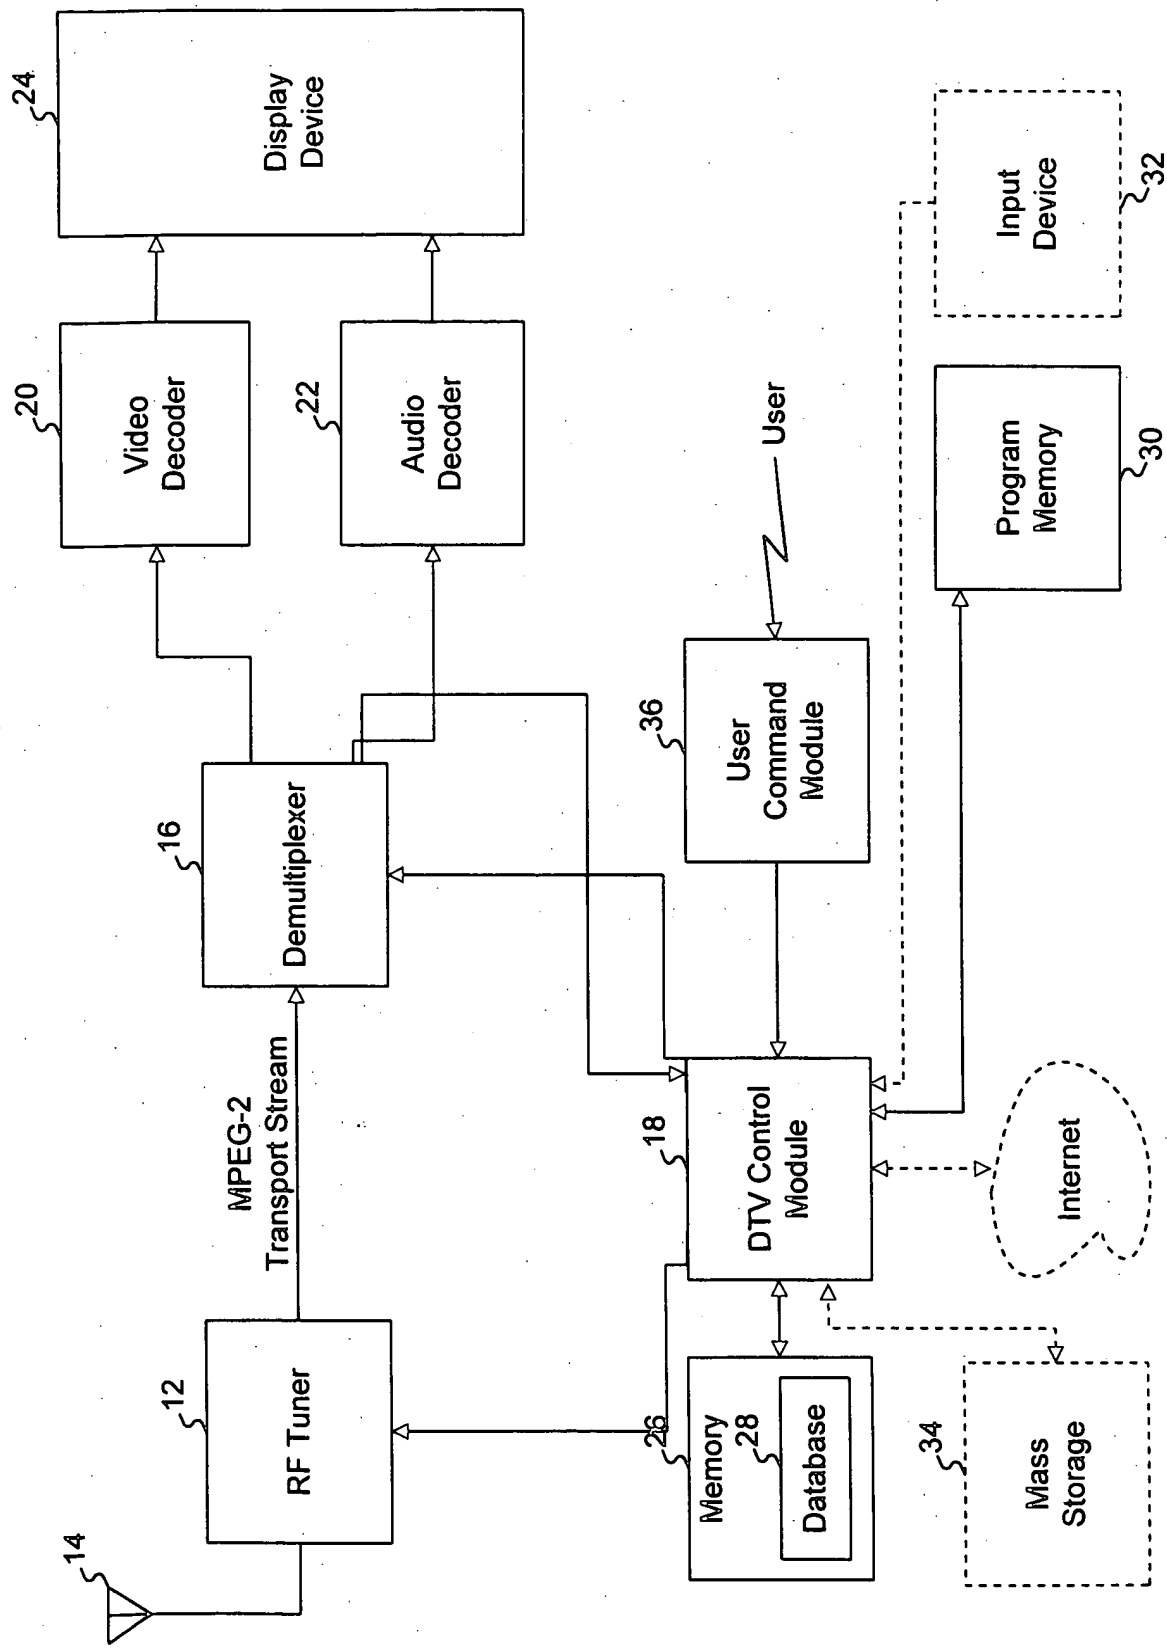 14
12
RF Tuner
MPEG-2
Transport Stream
16
Demultiplexer
20
Video
Decoder
22
Audio
Decoder
24
Display
Device
26
Memory
28
Database
18
DTV Control
Module
36
User
Command
Module
User
34
Mass
Storage
Internet
Program
Memory
30
Input
Device
32